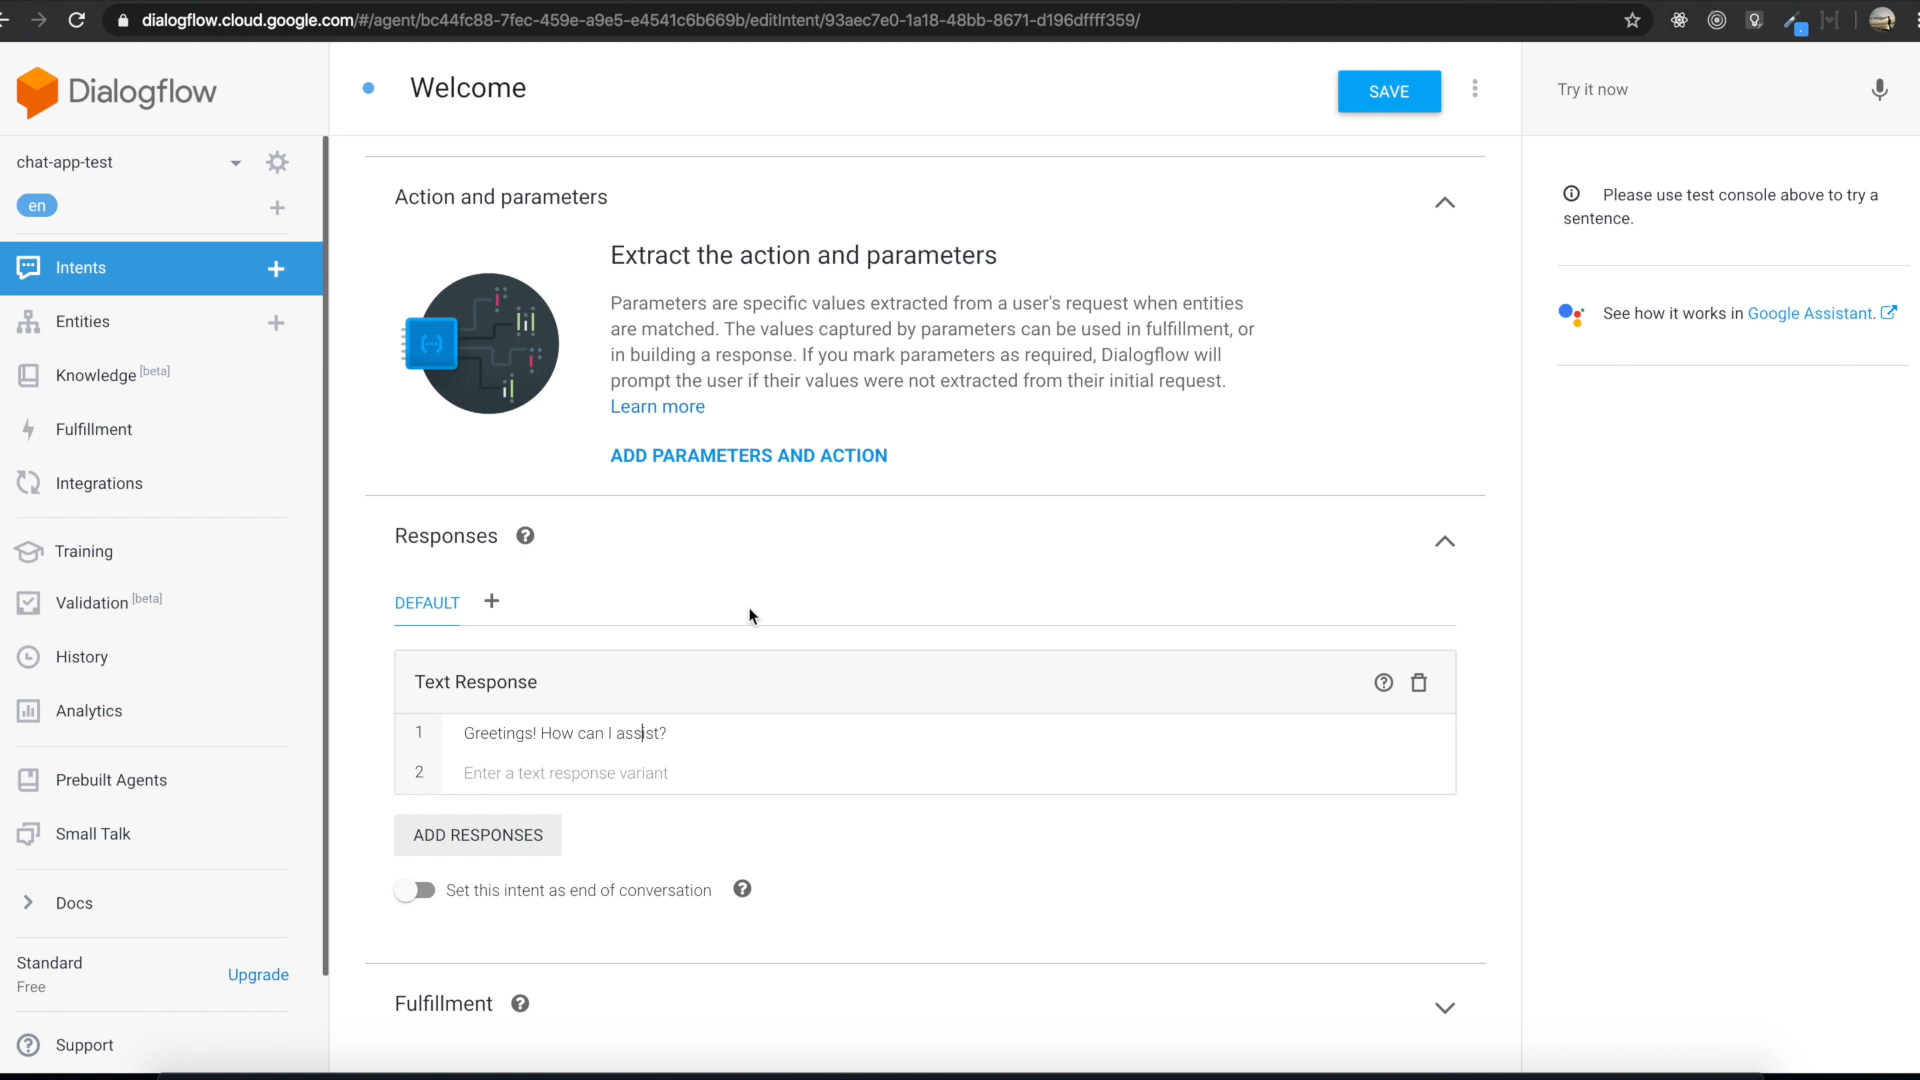 dialogflow.cloud.google.com/#/agent/bc44fc88-7fec-459e-a9e5-e4541c6b669b/editIntent/93aec7e0-1a18-48bb-8671-d196dffff359/
Dialogflow
chat-app-test
en
Intents
Entities
Knowledge [beta]
Fulfillment
Integrations
Training
Validation [beta]
History
Analytics
Prebuilt Agents
Small Talk
Docs
Standard
Free
Upgrade
Support
Welcome
SAVE
Action and parameters
Extract the action and parameters
Parameters are specific values extracted from a user's request when entities
are matched. The values captured by parameters can be used in fulfillment, or
in building a response. If you mark parameters as required, Dialogflow will
prompt the user if their values were not extracted from their initial request.
Learn more
ADD PARAMETERS AND ACTION
Responses
DEFAULT
Text Response
1 Greetings! How can I assist?
2 Enter a text response variant
ADD RESPONSES
Set this intent as end of conversation
Fulfillment
Try it now
Please use test console above to try a
sentence.
See how it works in Google Assistant.